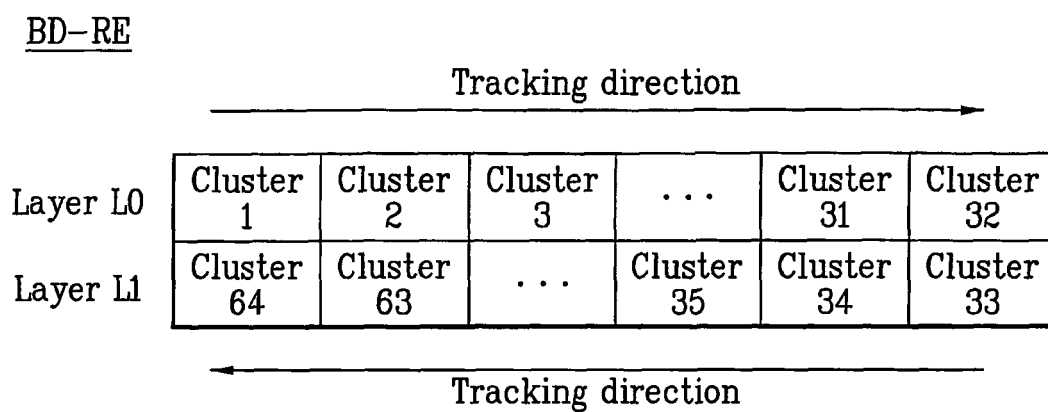 BD-RE
Tracking direction
Layer L0
Cluster 1
Cluster 2
Cluster 3
...
Cluster 31
Cluster 32
Layer L1
Cluster 64
Cluster 63
...
Cluster 35
Cluster 34
Cluster 33
Tracking direction